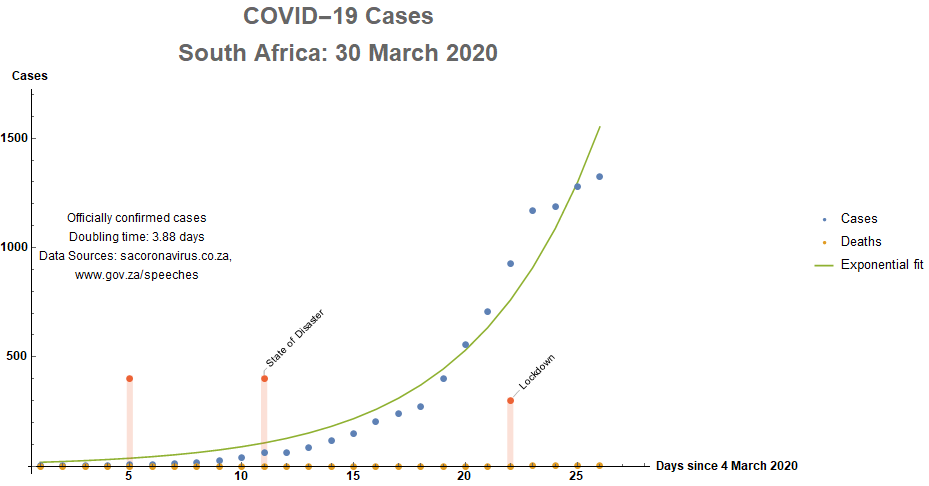 COVID–19 Cases
South Africa: 30 March 2020
Cases
1500
1000
500
Officially confirmed cases
Doubling time: 3.88 days
Data Sources: sacoronavirus.co.za,
www.gov.za/speeches
State of Disaster
Lockdown
5
10
15
20
25
Days since 4 March 2020
Cases
Deaths
Exponential fit